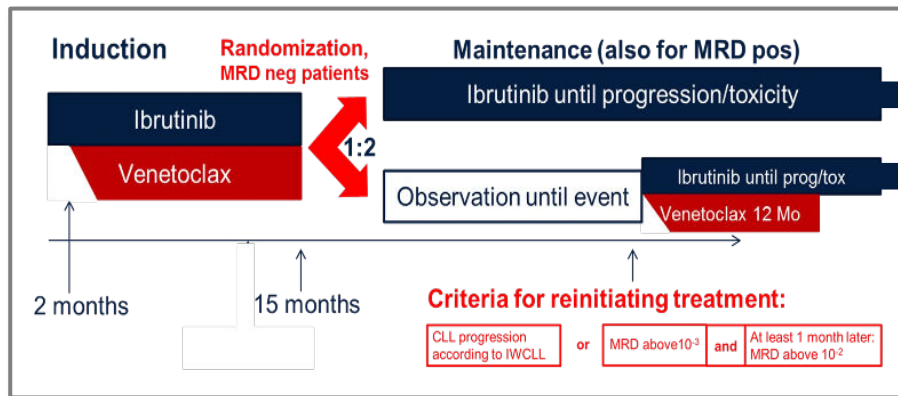 Induction
Randomization,
MRD neg patients
Maintenance (also for MRD pos)
Ibrutinib
Venetoclax
1:2
Ibrutinib until progression/toxicity
Observation until event
Ibrutinib until prog/tox
Venetoclax 12 Mo
2 months
15 months
Criteria for reinitiating treatment:
CLL progression
according to IWCLL
or
MRD above10-3
and
At least 1 month later:
MRD above 10-2